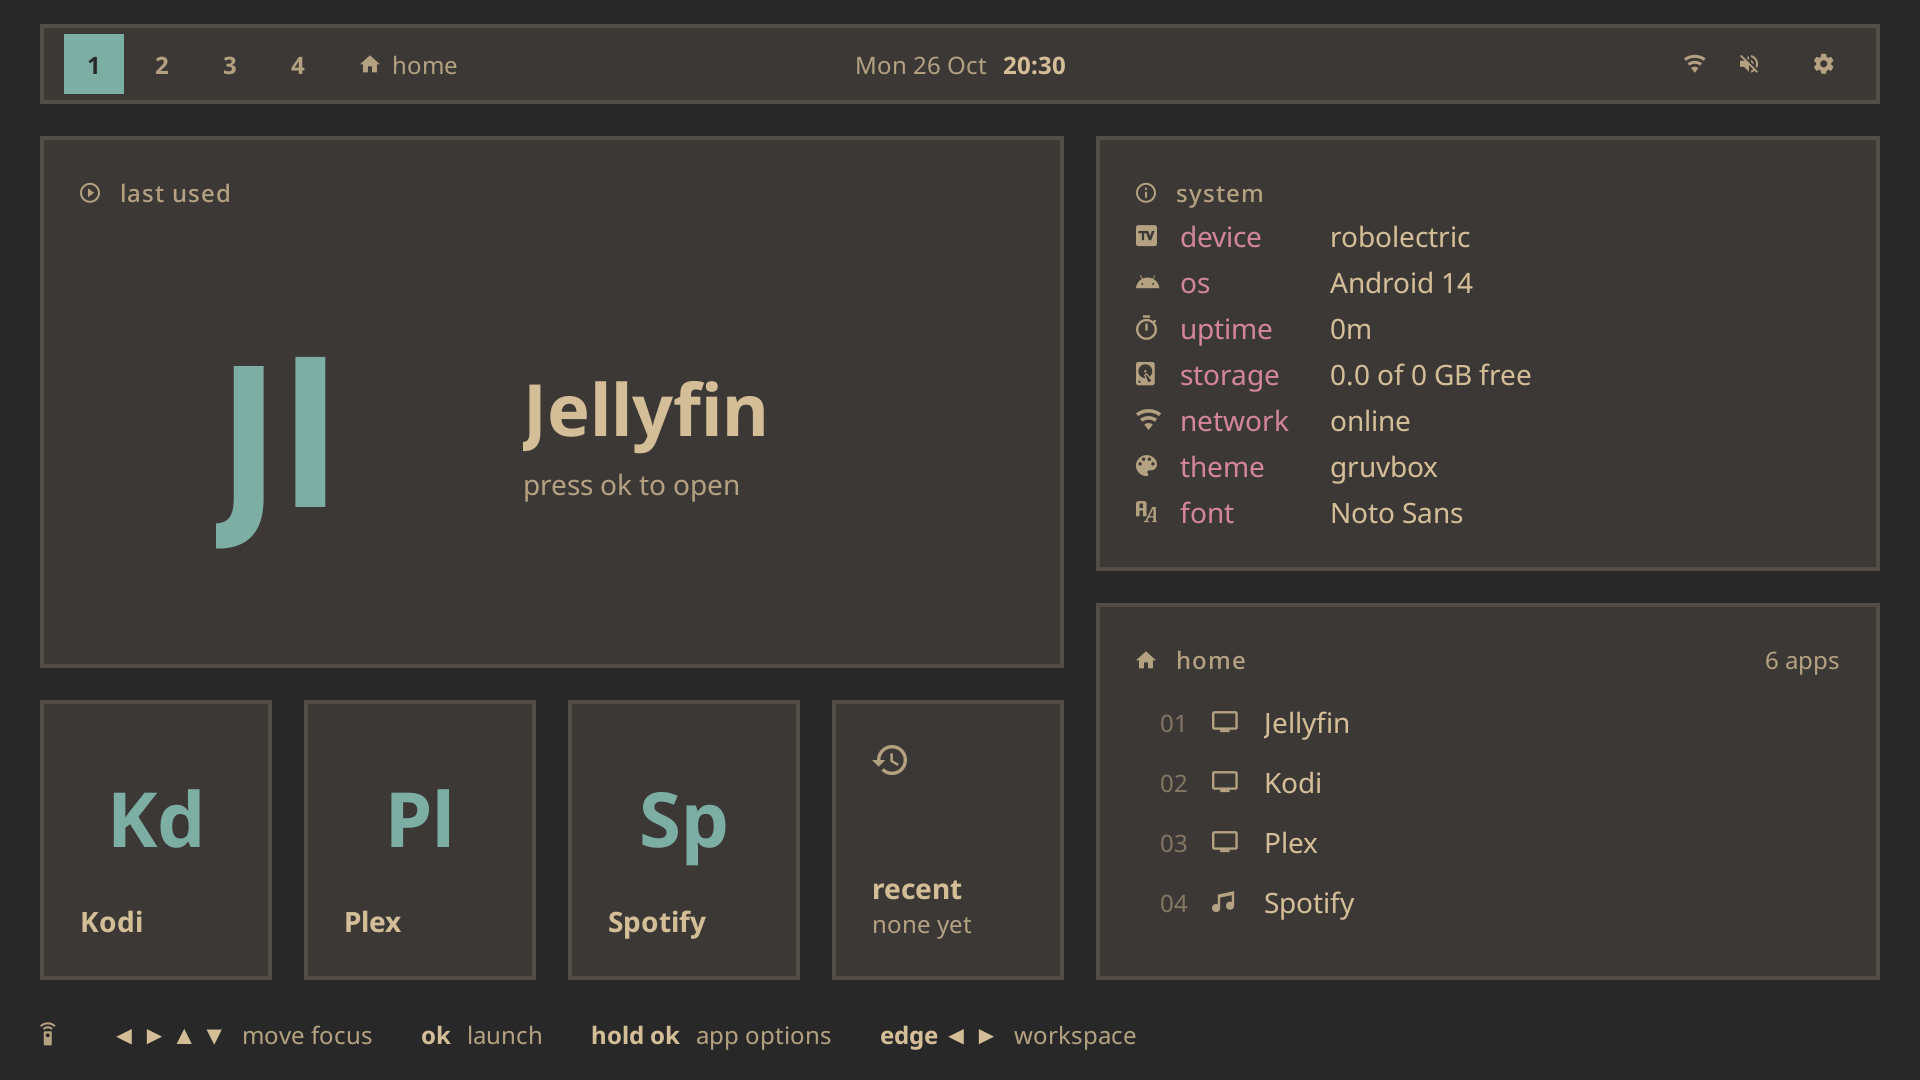 1 2 3 4 home Mon 26 Oct 20:30
last used
Jl
Jellyfin
press ok to open
Kd
Kodi
Pl
Plex
Sp
Spotify
recent
none yet
system
TV device robolectric
os Android 14
uptime 0m
storage 0.0 of 0 GB free
network online
theme gruvbox
font Noto Sans
home 6 apps
01 Jellyfin
02 Kodi
03 Plex
04 Spotify
◀ ▶ ▲ ▼ move focus ok launch hold ok app options edge ◀ ▶ workspace